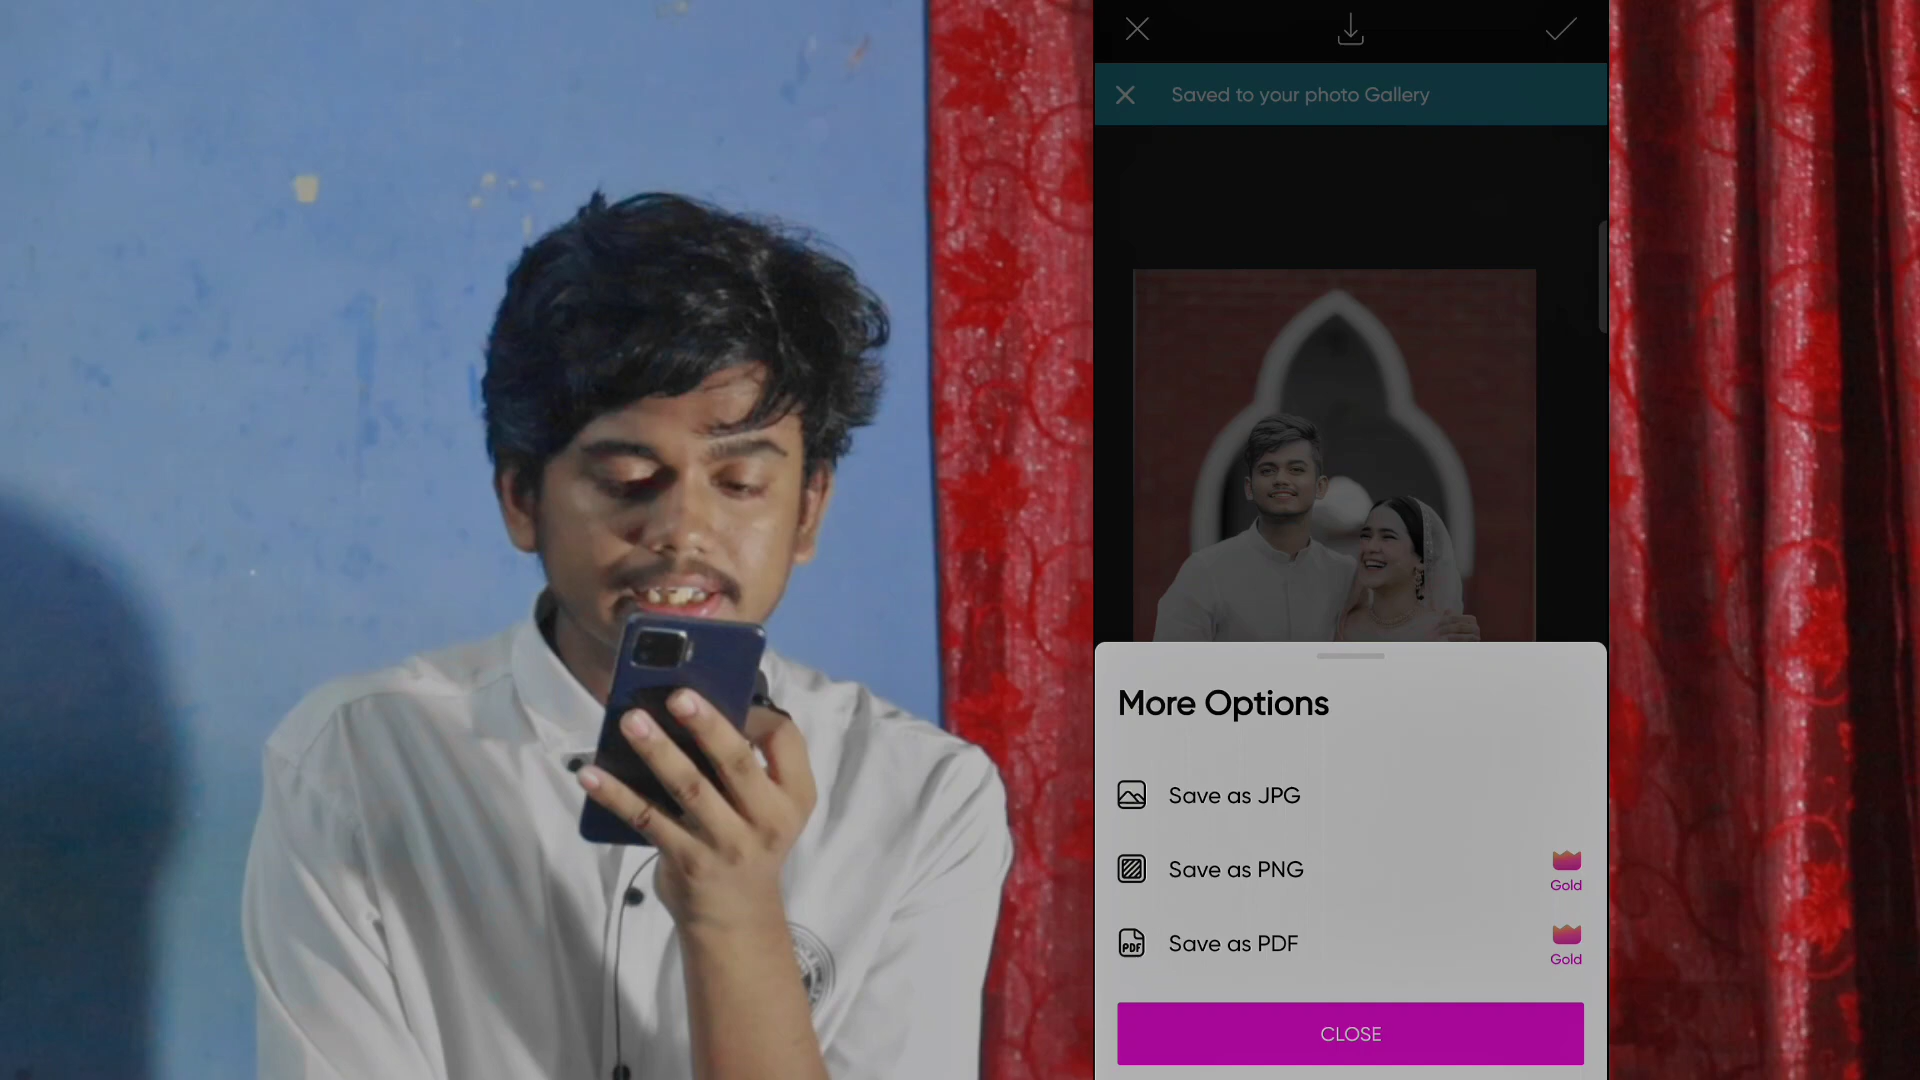 Saved to your photo Gallery
More Options
Save as JPG
Save as PNG
Gold
PDF
Save as PDF
Gold
CLOSE